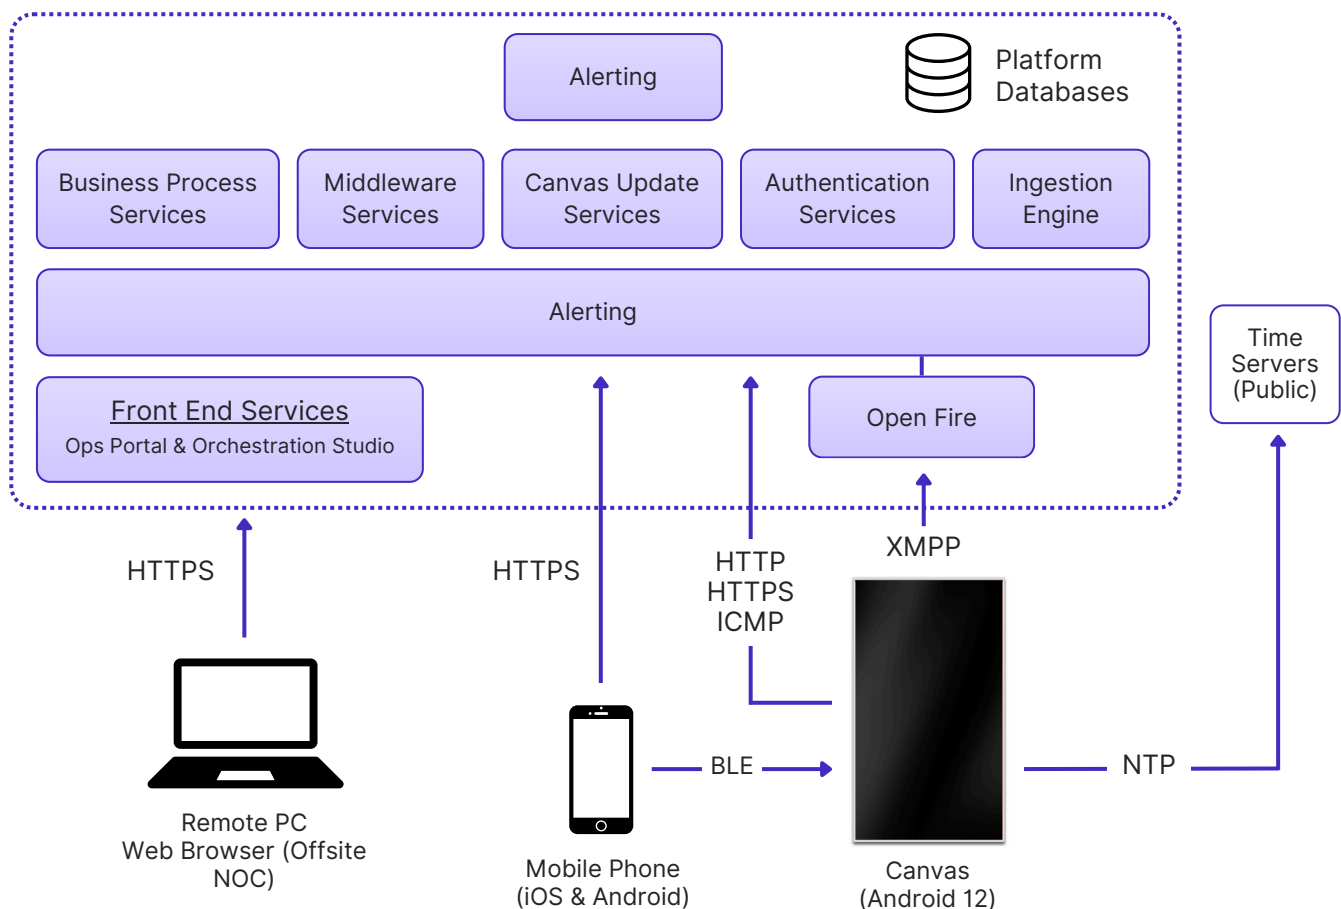 Alerting
Platform
Databases
Business Process
Services
Middleware
Services
Canvas Update
Services
Authentication
Services
Ingestion
Engine
Alerting
Time
Servers
(Public)
Front End Services
Ops Portal & Orchestration Studio
Open Fire
HTTPS
HTTPS
HTTP
HTTPS
ICMP
XMPP
BLE
NTP
Remote PC
Web Browser (Offsite
NOC)
Mobile Phone
(iOS & Android)
Canvas
(Android 12)